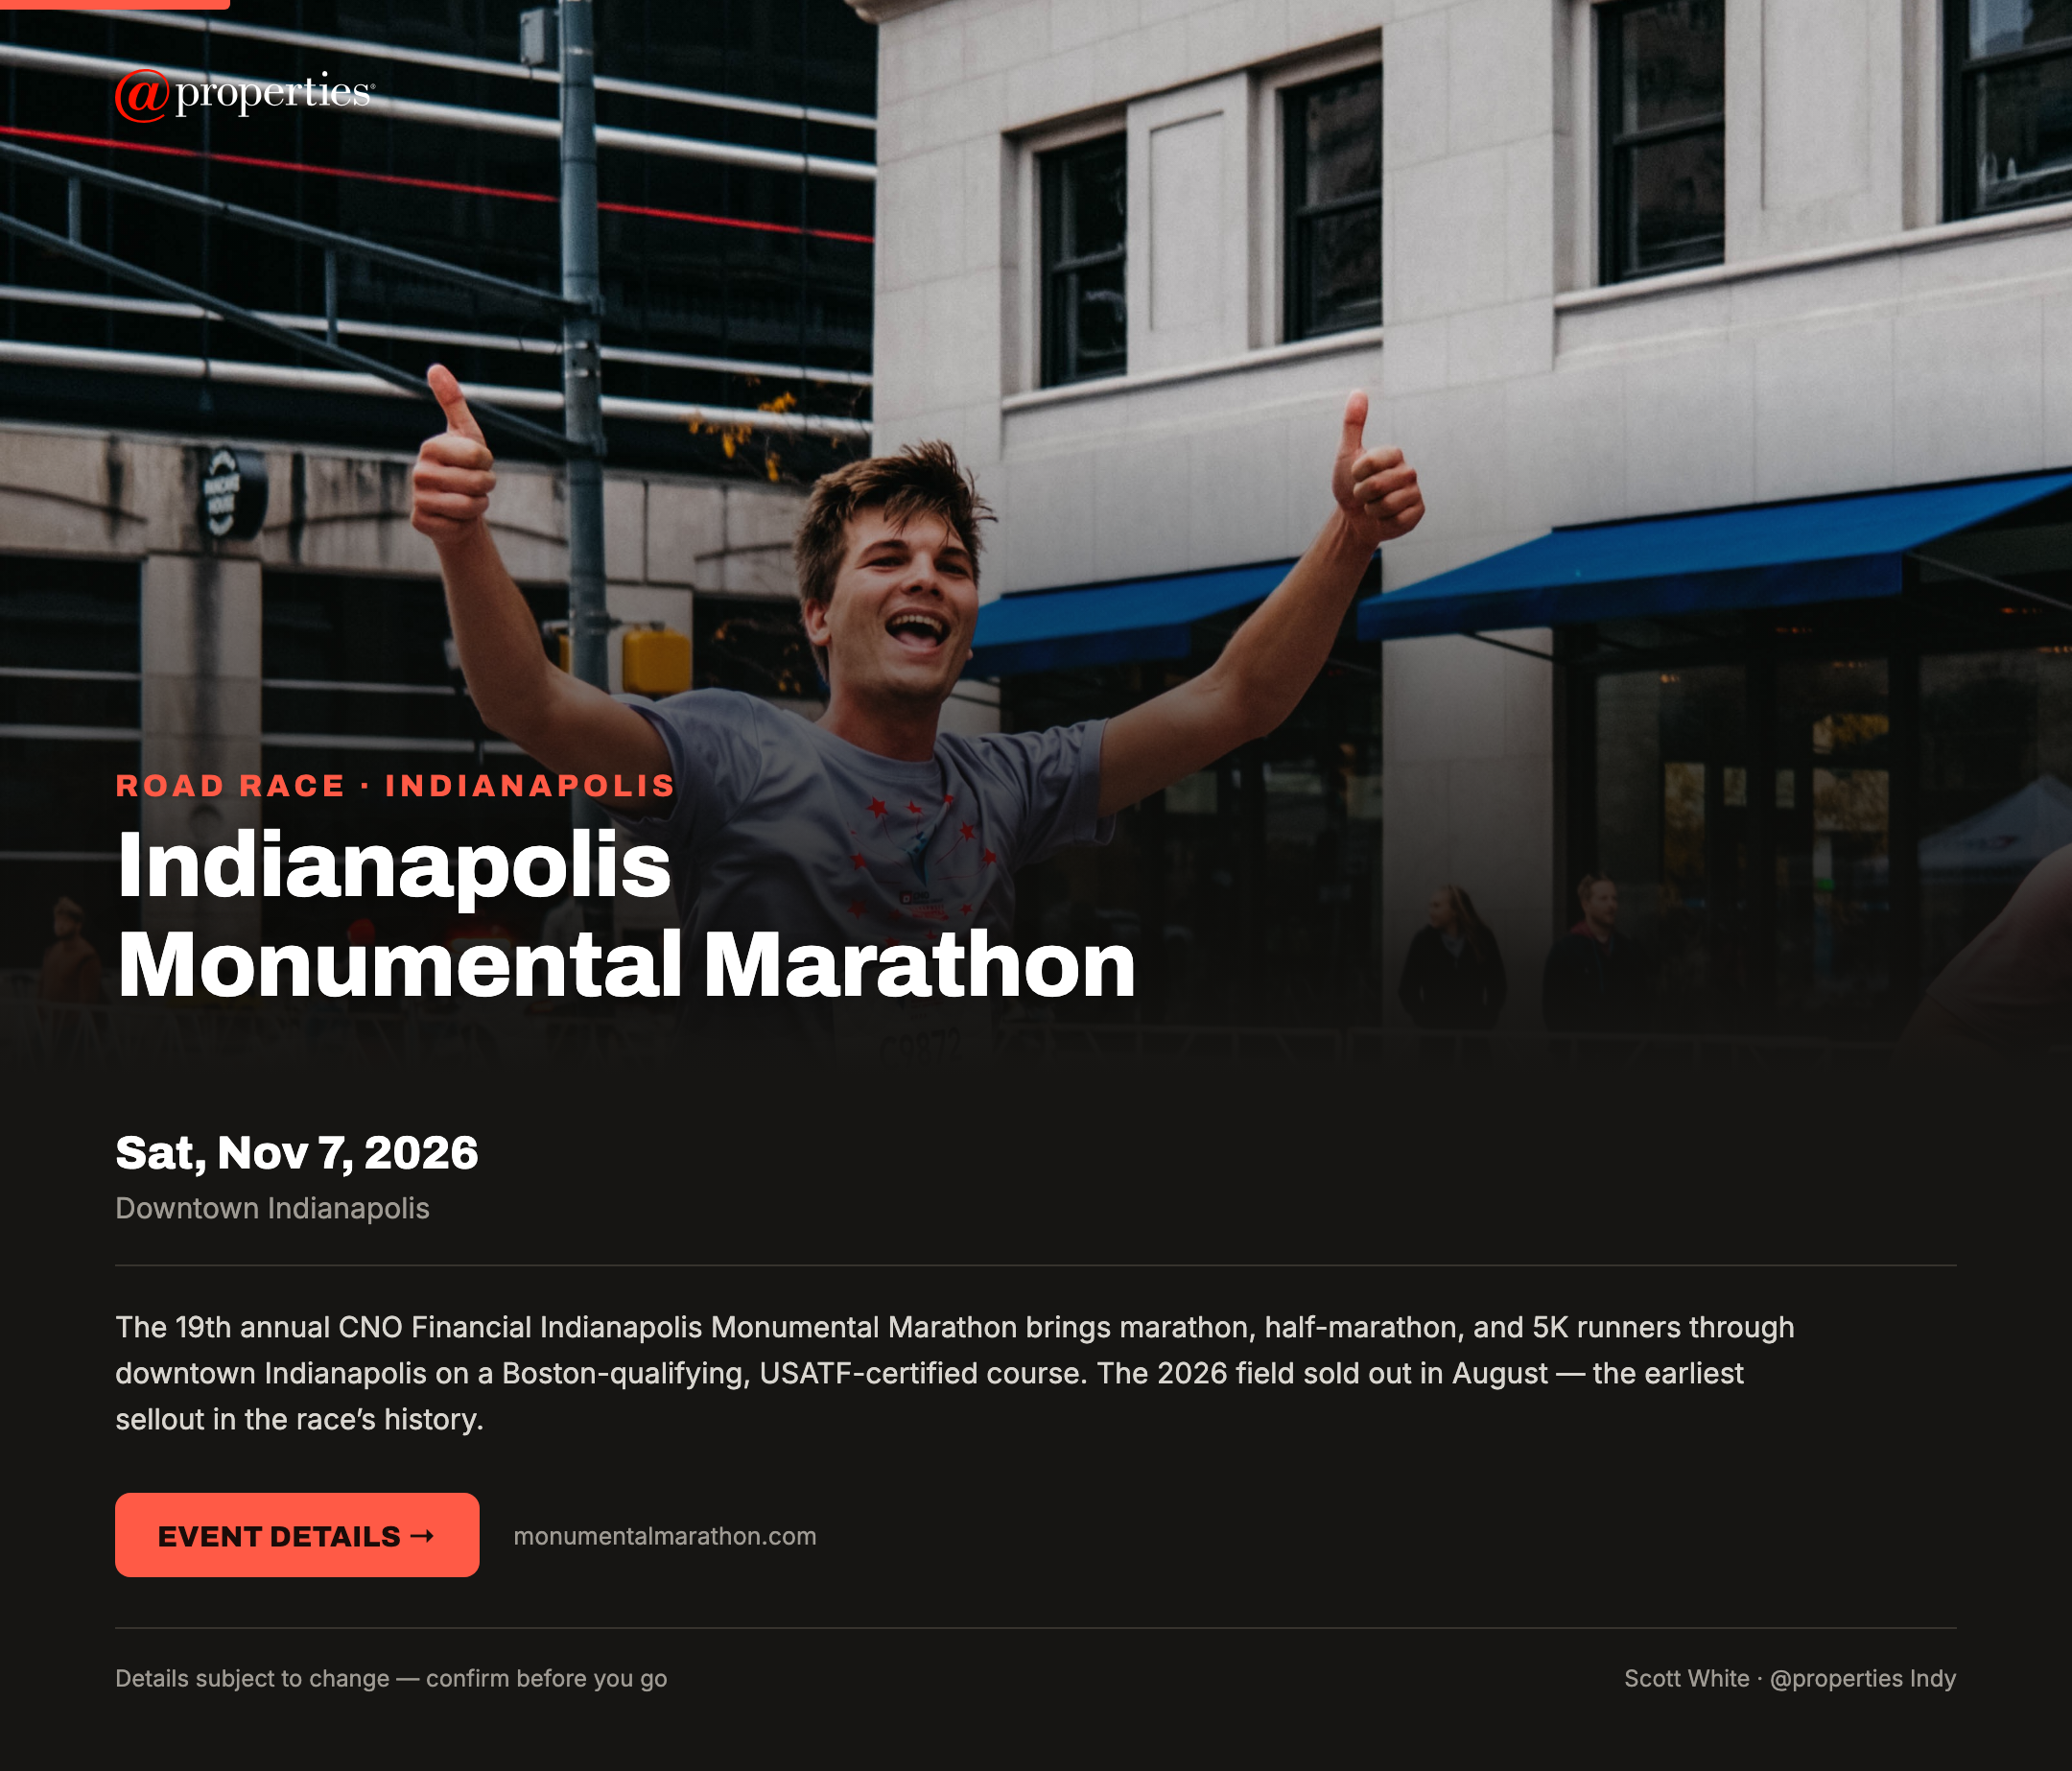 @properties®
PANCAKE
HOUSE
ROAD RACE · INDIANAPOLIS
Indianapolis
Monumental Marathon
C9872
Sat, Nov 7, 2026
Downtown Indianapolis
The 19th annual CNO Financial Indianapolis Monumental Marathon brings marathon, half-marathon, and 5K runners through
downtown Indianapolis on a Boston-qualifying, USATF-certified course. The 2026 field sold out in August — the earliest
sellout in the race’s history.
EVENT DETAILS →
monumentalmarathon.com
Details subject to change — confirm before you go
Scott White · @properties Indy